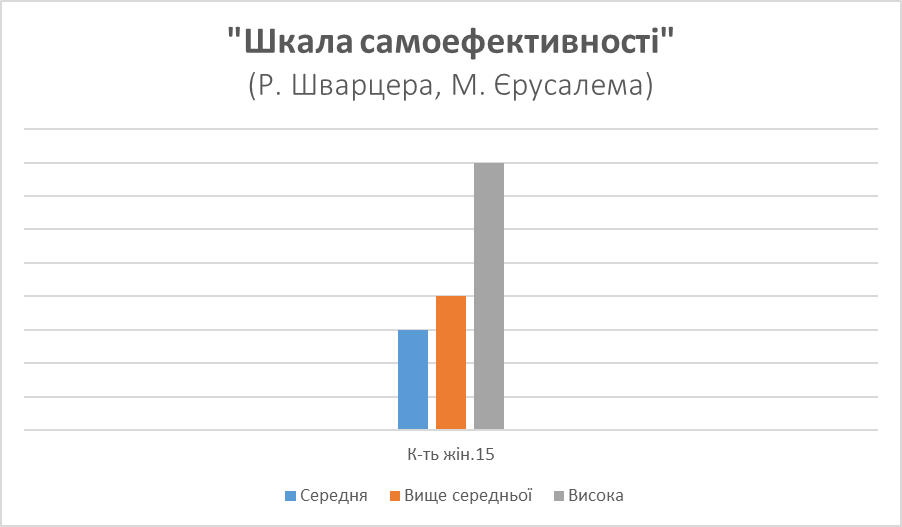 "Шкала самоефективності"
(Р. Шварцера, М. Єрусалема)
К-ть жін.15
Середня Вище середньої Висока